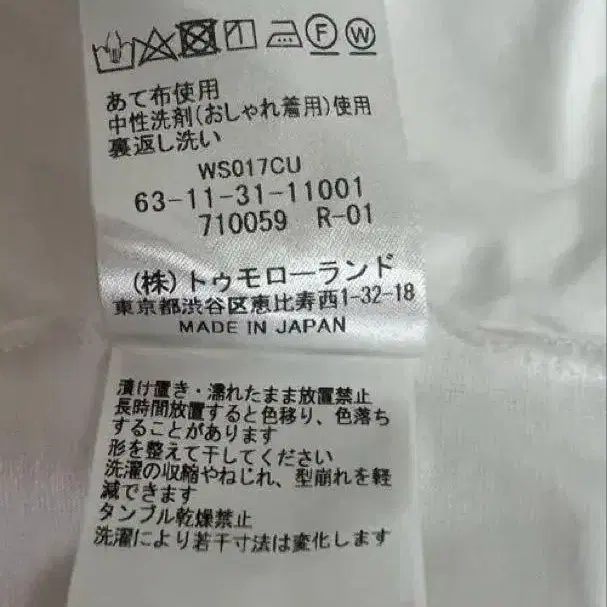 F W
あて布使用
中性洗剤(おしゃれ着用)使用
裏返し洗い
WS017CU
63-11-31-11001
710059 R-01
(株)トゥモローランド
東京都渋谷区恵比寿西1-32-18
MADE IN JAPAN
漬け置き・濡れたまま放置禁止
長時間放置すると色移り、色落ち
することがあります
形を整えて干してください
洗濯の収縮やねじれ、型崩れを軽
減できます
タンブル乾燥禁止
洗濯により若干寸法は変化します